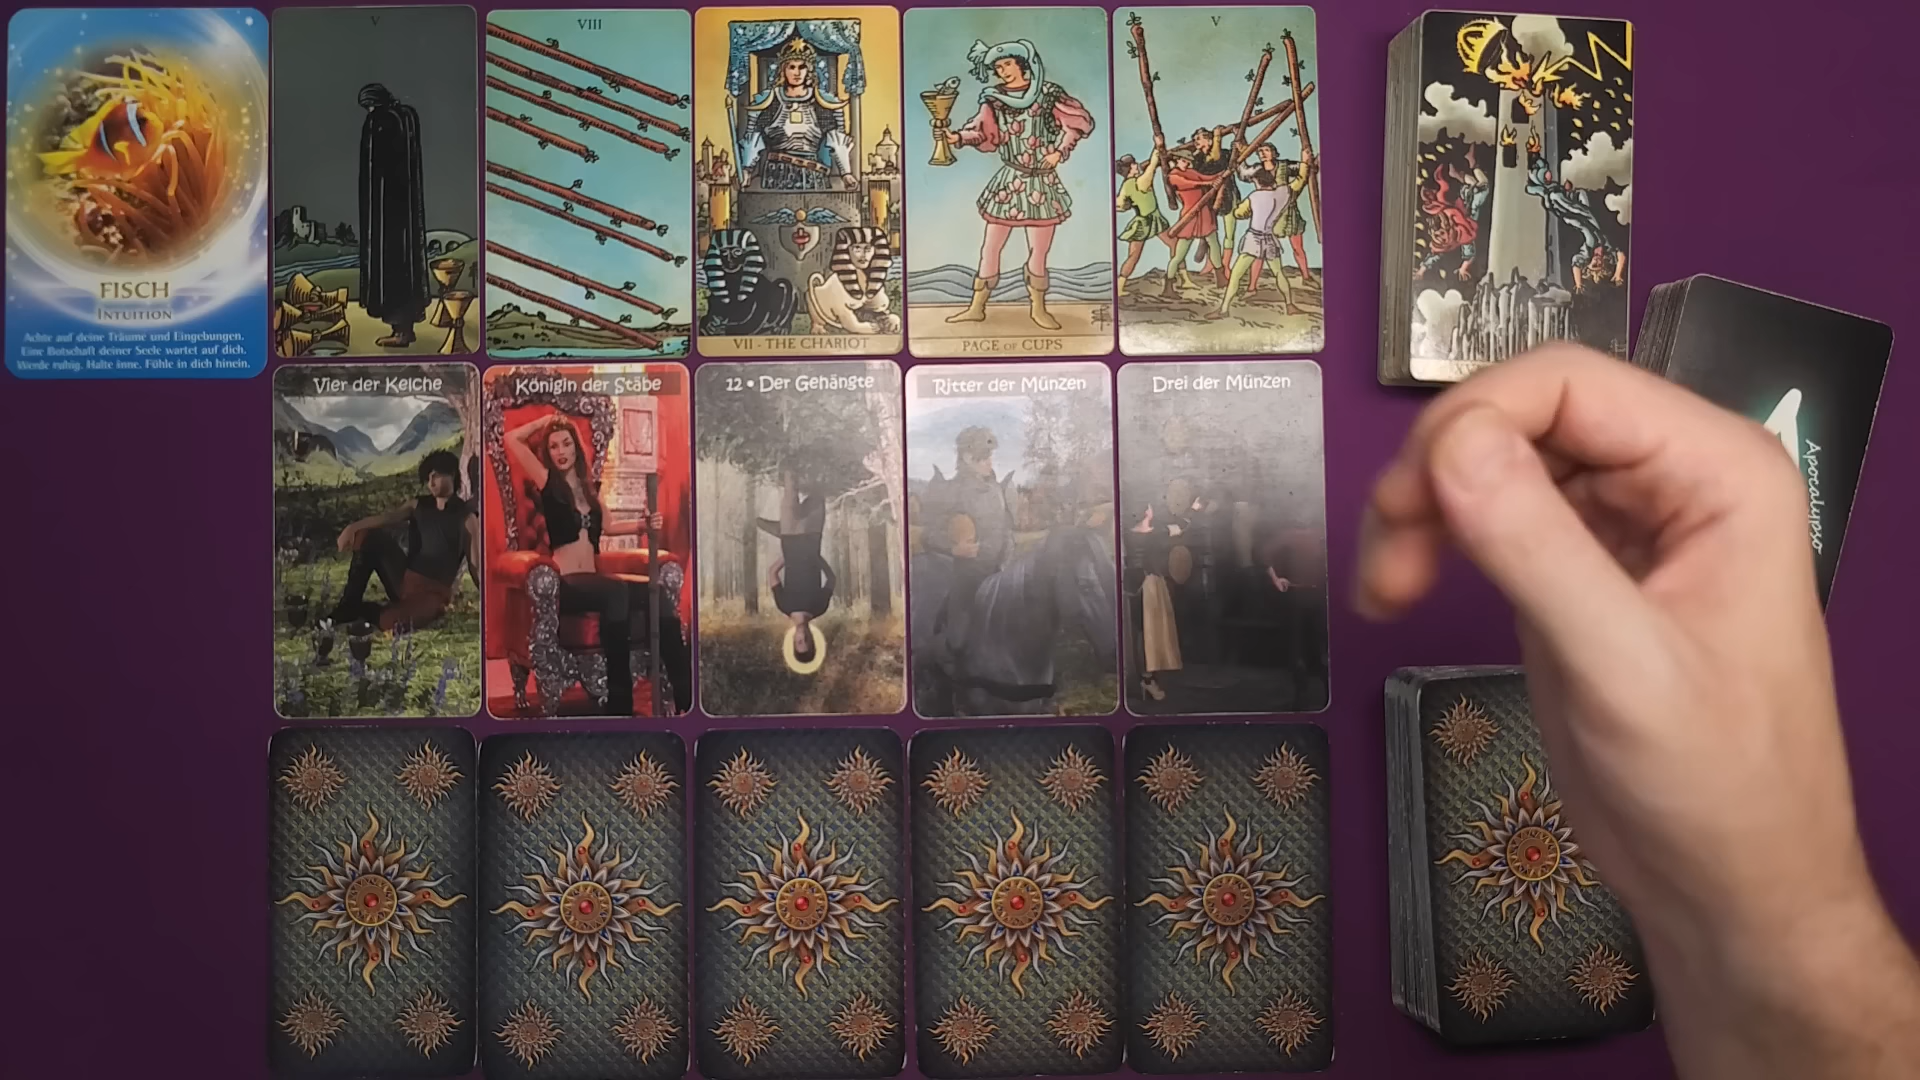 FISCH
INTUITION
Achte auf deine Träume und Eingebungen.
Eine Botschaft deiner Seele wartet auf dich.
Werde ruhig. Halte inne. Fühle in dich hinein.
V
VIII
VII - THE CHARIOT
PAGE OF CUPS
V
Vier der Kelche
Königin der Stäbe
12 • Der Gehängte
Ritter der Münzen
Drei der Münzen
Apocalypso